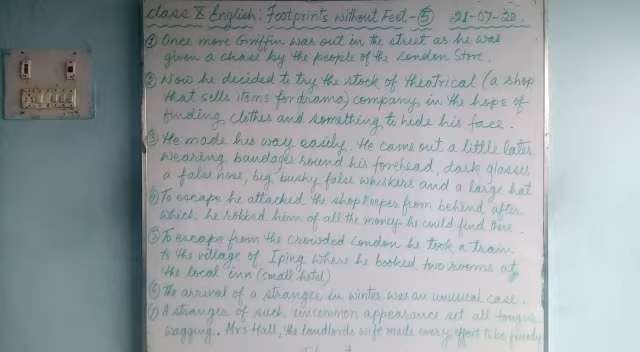 Class X English: Footprints without Feet - 5 21-07-20.
① Once more Griffin was out in the street as he was
given a chase by the people of the London Store.
② Now he decided to try the stock of theatrical (a shop
that sells items for drama) company in the hope of
finding clothes and something to hide his face.
③ He made his way easily. He came out a little later
wearing bandages round his forehead, dark glasses
a false nose, big bushy false whiskers and a large hat
④ To escape he attacked the shopkeeper from behind after
which he robbed him of all the money he could find there.
⑤ To escape from the crowded London he took a train
to the village of Iping where he booked two rooms at
the local inn (small hotel)
⑥ The arrival of a stranger in winter was an unusual case.
⑦ A stranger of such uncommon appearance set all tongues
wagging. Mrs Hall, the landlords wife made every effort to be friendly